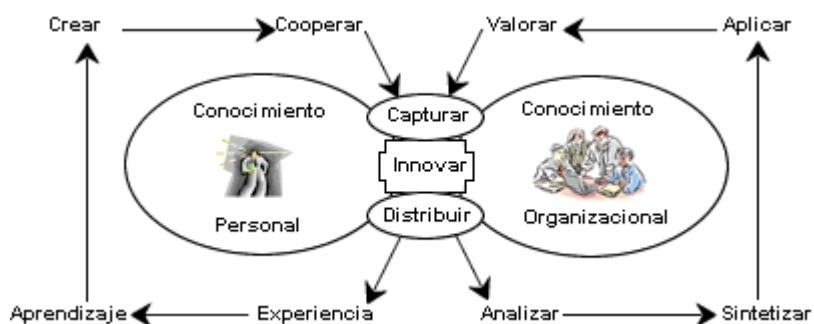 Crear Cooperar Valorar Aplicar
Conocimiento Capturar Conocimiento
Innovar
Personal Distribuir Organizacional
Aprendizaje Experiencia Analizar Sintetizar